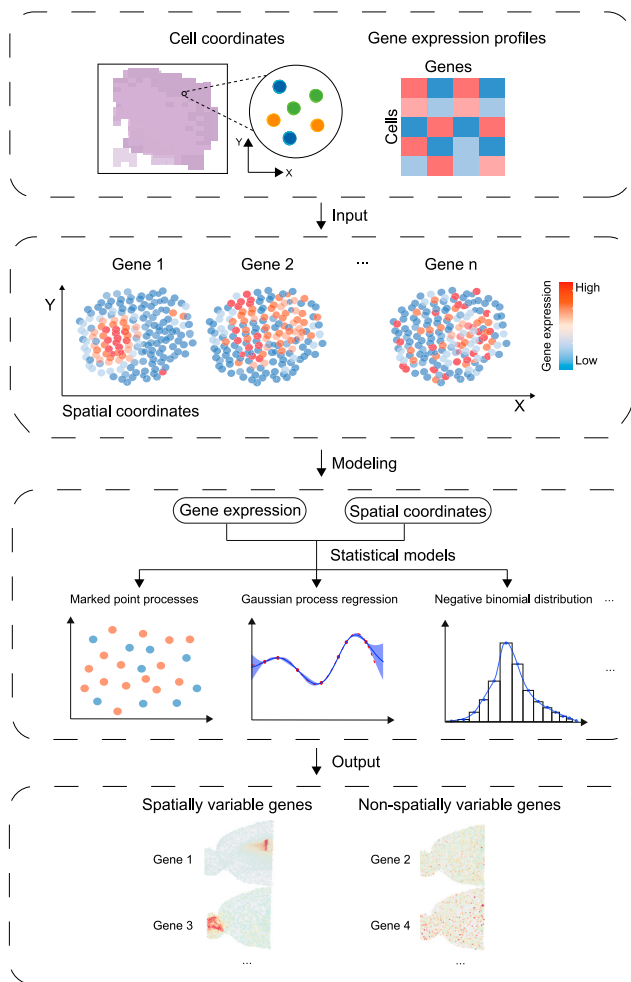 Cell coordinates
Gene expression profiles
Genes
Cells
Y
X
Input
Gene 1
Gene 2
...
Gene n
Y
X
Spatial coordinates
Gene expression
High
Low
Modeling
Gene expression
Spatial coordinates
Statistical models
Marked point processes
Gaussian process regression
Negative binomial distribution
...
...
Output
Spatially variable genes
Non-spatially variable genes
Gene 1
Gene 2
Gene 3
Gene 4
...
...